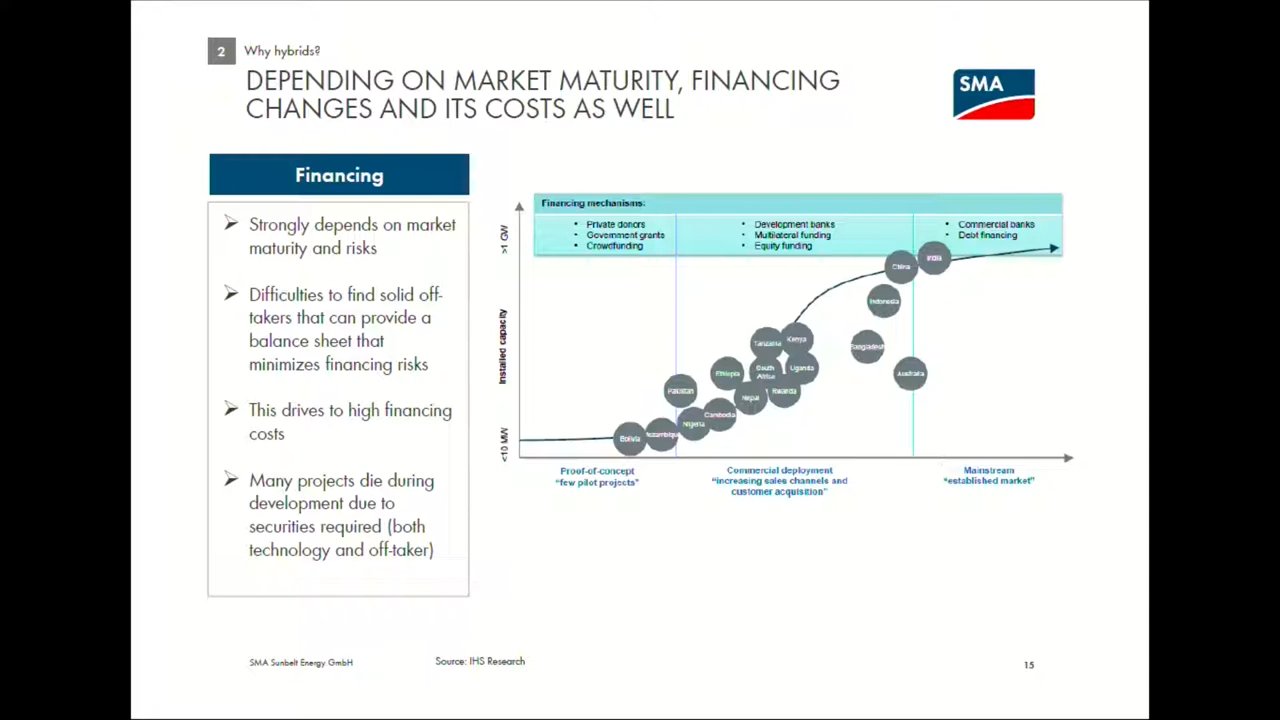 2 Why hybrids?
DEPENDING ON MARKET MATURITY, FINANCING
CHANGES AND ITS COSTS AS WELL
SMA
Financing
Strongly depends on market
maturity and risks
Difficulties to find solid off-
takers that can provide a
balance sheet that
minimizes financing risks
This drives to high financing
costs
Many projects die during
development due to
securities required (both
technology and off-taker)
Financing mechanisms:
• Private donors
• Government grants
• Crowdfunding
• Development banks
• Multilateral funding
• Equity funding
• Commercial banks
• Debt financing
>1 GW
Installed capacity
<10 MW
India
China
Indonesia
Bangladesh
Australia
Tanzania
Kenya
Ethiopia
South
Africa
Uganda
Pakistan
Nepal
Rwanda
Cambodia
Nigeria
Mozambique
Bolivia
Proof-of-concept
“few pilot projects”
Commercial deployment
“increasing sales channels and
customer acquisition”
Mainstream
“established market”
SMA Sunbelt Energy GmbH
Source: IHS Research
15